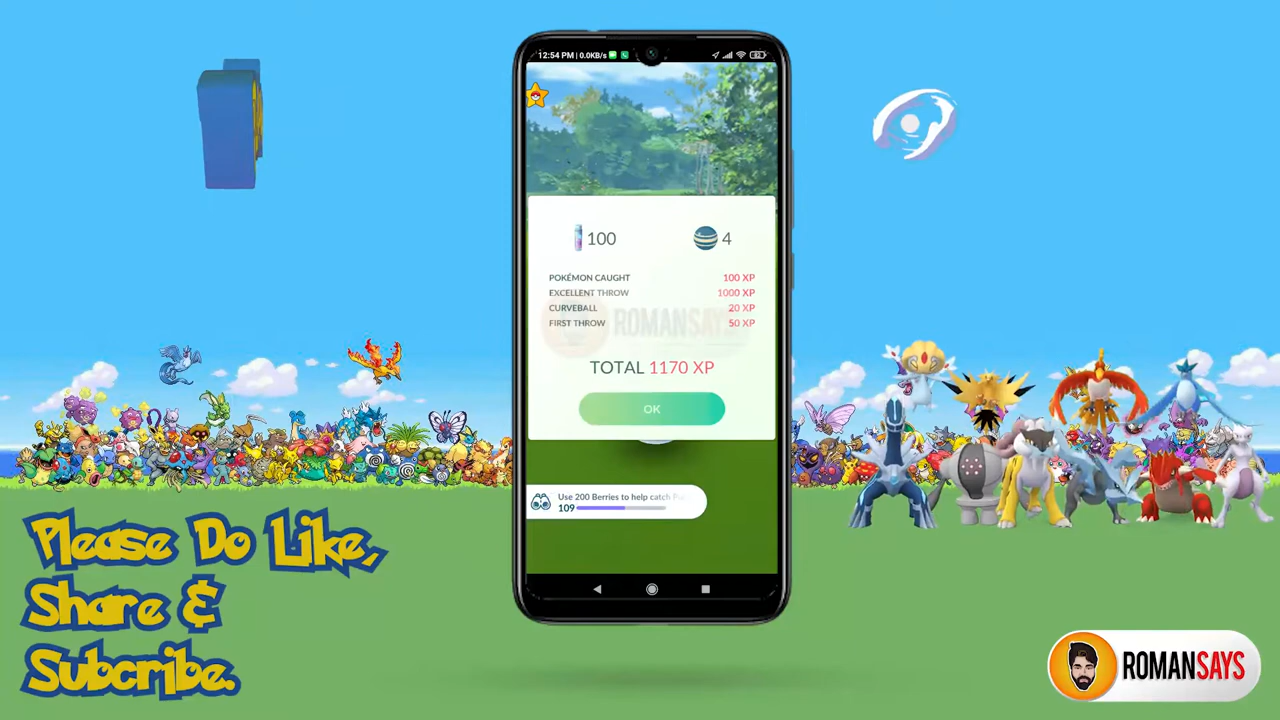 12:54 PM | 0.0KB/s
92
100
4
POKÉMON CAUGHT 100 XP
EXCELLENT THROW 1000 XP
CURVEBALL 20 XP
FIRST THROW 50 XP
ROMANSAYS
TOTAL 1170 XP
OK
Use 200 Berries to help catch
109
Please Do Like,
Share &
Subcribe.
ROMANSAYS